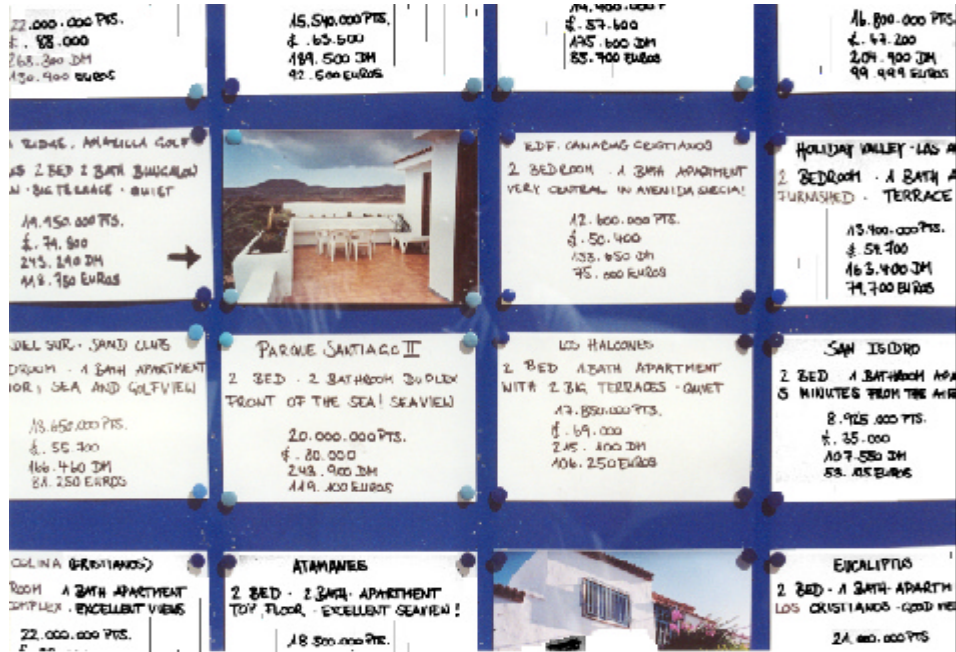 22.000.000 PTS.
£. 88.000
268.300 DM
130.900 EUROS
15.540.000 PTS.
£. 63.500
189.500 DM
92.500 EUROS
£. 57.600
175.600 DM
85.700 EUROS
16.800.000 PTS
£. 67.200
204.900 DM
99.999 EUROS
RIDGE, AMARILLA GOLF
2 BED 2 BATH BUNGALOW
BIG TERRACE - QUIET
£. 74.800
243.290 DM
118.750 EUROS
EDF. CANARIAS CRISTIANOS
2 BEDROOM - 1 BATH APARTMENT
VERY CENTRAL IN AVENIDA SUECIA!
12.600.000 PTS.
£. 50.400
153.650 DM
75.000 EUROS
HOLIDAY VALLEY - LAS
2 BEDROOM - 1 BATH
FURNISHED - TERRACE
13.400.000 PTS.
£. 54.700
163.400 DM
79.700 EUROS
DEL SUR - SAND CLUB
1 BATH APARTMENT
SEA AND GOLFVIEW
13.650.000 PTS.
£. 55.700
166.460 DM
81.250 EUROS
PARQUE SANTIAGO II
2 BED - 2 BATHROOM DUPLEX
FRONT OF THE SEA! SEAVIEW
20.000.000 PTS.
£. 80.000
243.900 DM
119.100 EUROS
LOS HALCONES
2 BED 1 BATH APARTMENT
WITH 2 BIG TERRACES - QUIET
17.850.000 PTS.
£. 69.000
215.100 DM
106.250 EUROS
SAN ISIDRO
2 BED 1 BATHROOM
5 MINUTES FROM THE
8.925.000 PTS.
£. 35.000
107.550 DM
53.125 EUROS
COLINA (CRISTIANOS)
ROOM 1 BATH APARTMENT
COMPLEX - EXCELLENT VIEWS
22.000.000 PTS.
ATAMANES
2 BED - 2 BATH - APARTMENT
TOP FLOOR - EXCELLENT SEAVIEW!
18.500.000 PTS.
EUCALIPTUS
2 BED - 1 BATH - APARTM
LOS CRISTIANOS - GOOD
21.000.000 PTS